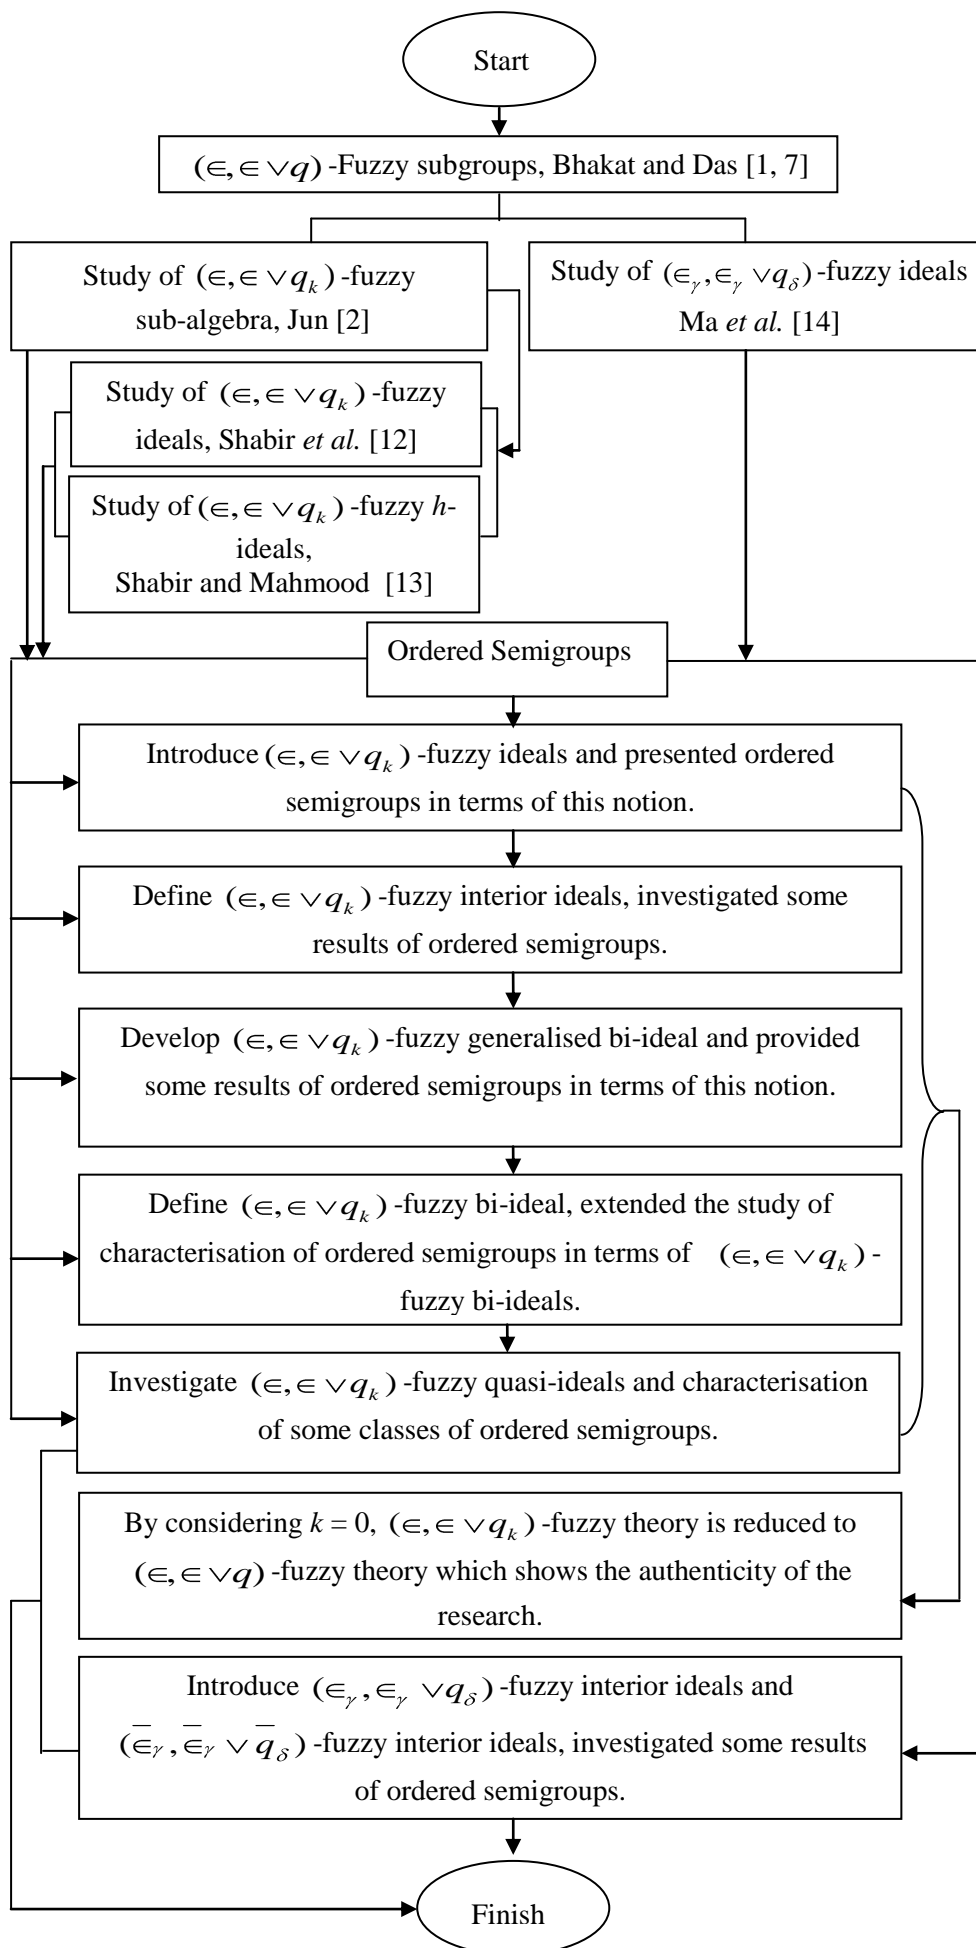 Start
(∈, ∈ ∨ q) -Fuzzy subgroups, Bhakat and Das [1, 7]
Study of (∈, ∈ ∨ q_k) -fuzzy
sub-algebra, Jun [2]
Study of (∈_γ, ∈_γ ∨ q_δ) -fuzzy ideals
Ma et al. [14]
Study of (∈, ∈ ∨ q_k) -fuzzy
ideals, Shabir et al. [12]
Study of (∈, ∈ ∨ q_k) -fuzzy h-
ideals,
Shabir and Mahmood [13]
Ordered Semigroups
Introduce (∈, ∈ ∨ q_k) -fuzzy ideals and presented ordered
semigroups in terms of this notion.
Define (∈, ∈ ∨ q_k) -fuzzy interior ideals, investigated some
results of ordered semigroups.
Develop (∈, ∈ ∨ q_k) -fuzzy generalised bi-ideal and provided
some results of ordered semigroups in terms of this notion.
Define (∈, ∈ ∨ q_k) -fuzzy bi-ideal, extended the study of
characterisation of ordered semigroups in terms of (∈, ∈ ∨ q_k) -
fuzzy bi-ideals.
Investigate (∈, ∈ ∨ q_k) -fuzzy quasi-ideals and characterisation
of some classes of ordered semigroups.
By considering k = 0, (∈, ∈ ∨ q_k) -fuzzy theory is reduced to
(∈, ∈ ∨ q) -fuzzy theory which shows the authenticity of the
research.
Introduce (∈_γ, ∈_γ ∨ q_δ) -fuzzy interior ideals and
(∈̅_γ, ∈̅_γ ∨ q̅_δ) -fuzzy interior ideals, investigated some results
of ordered semigroups.
Finish